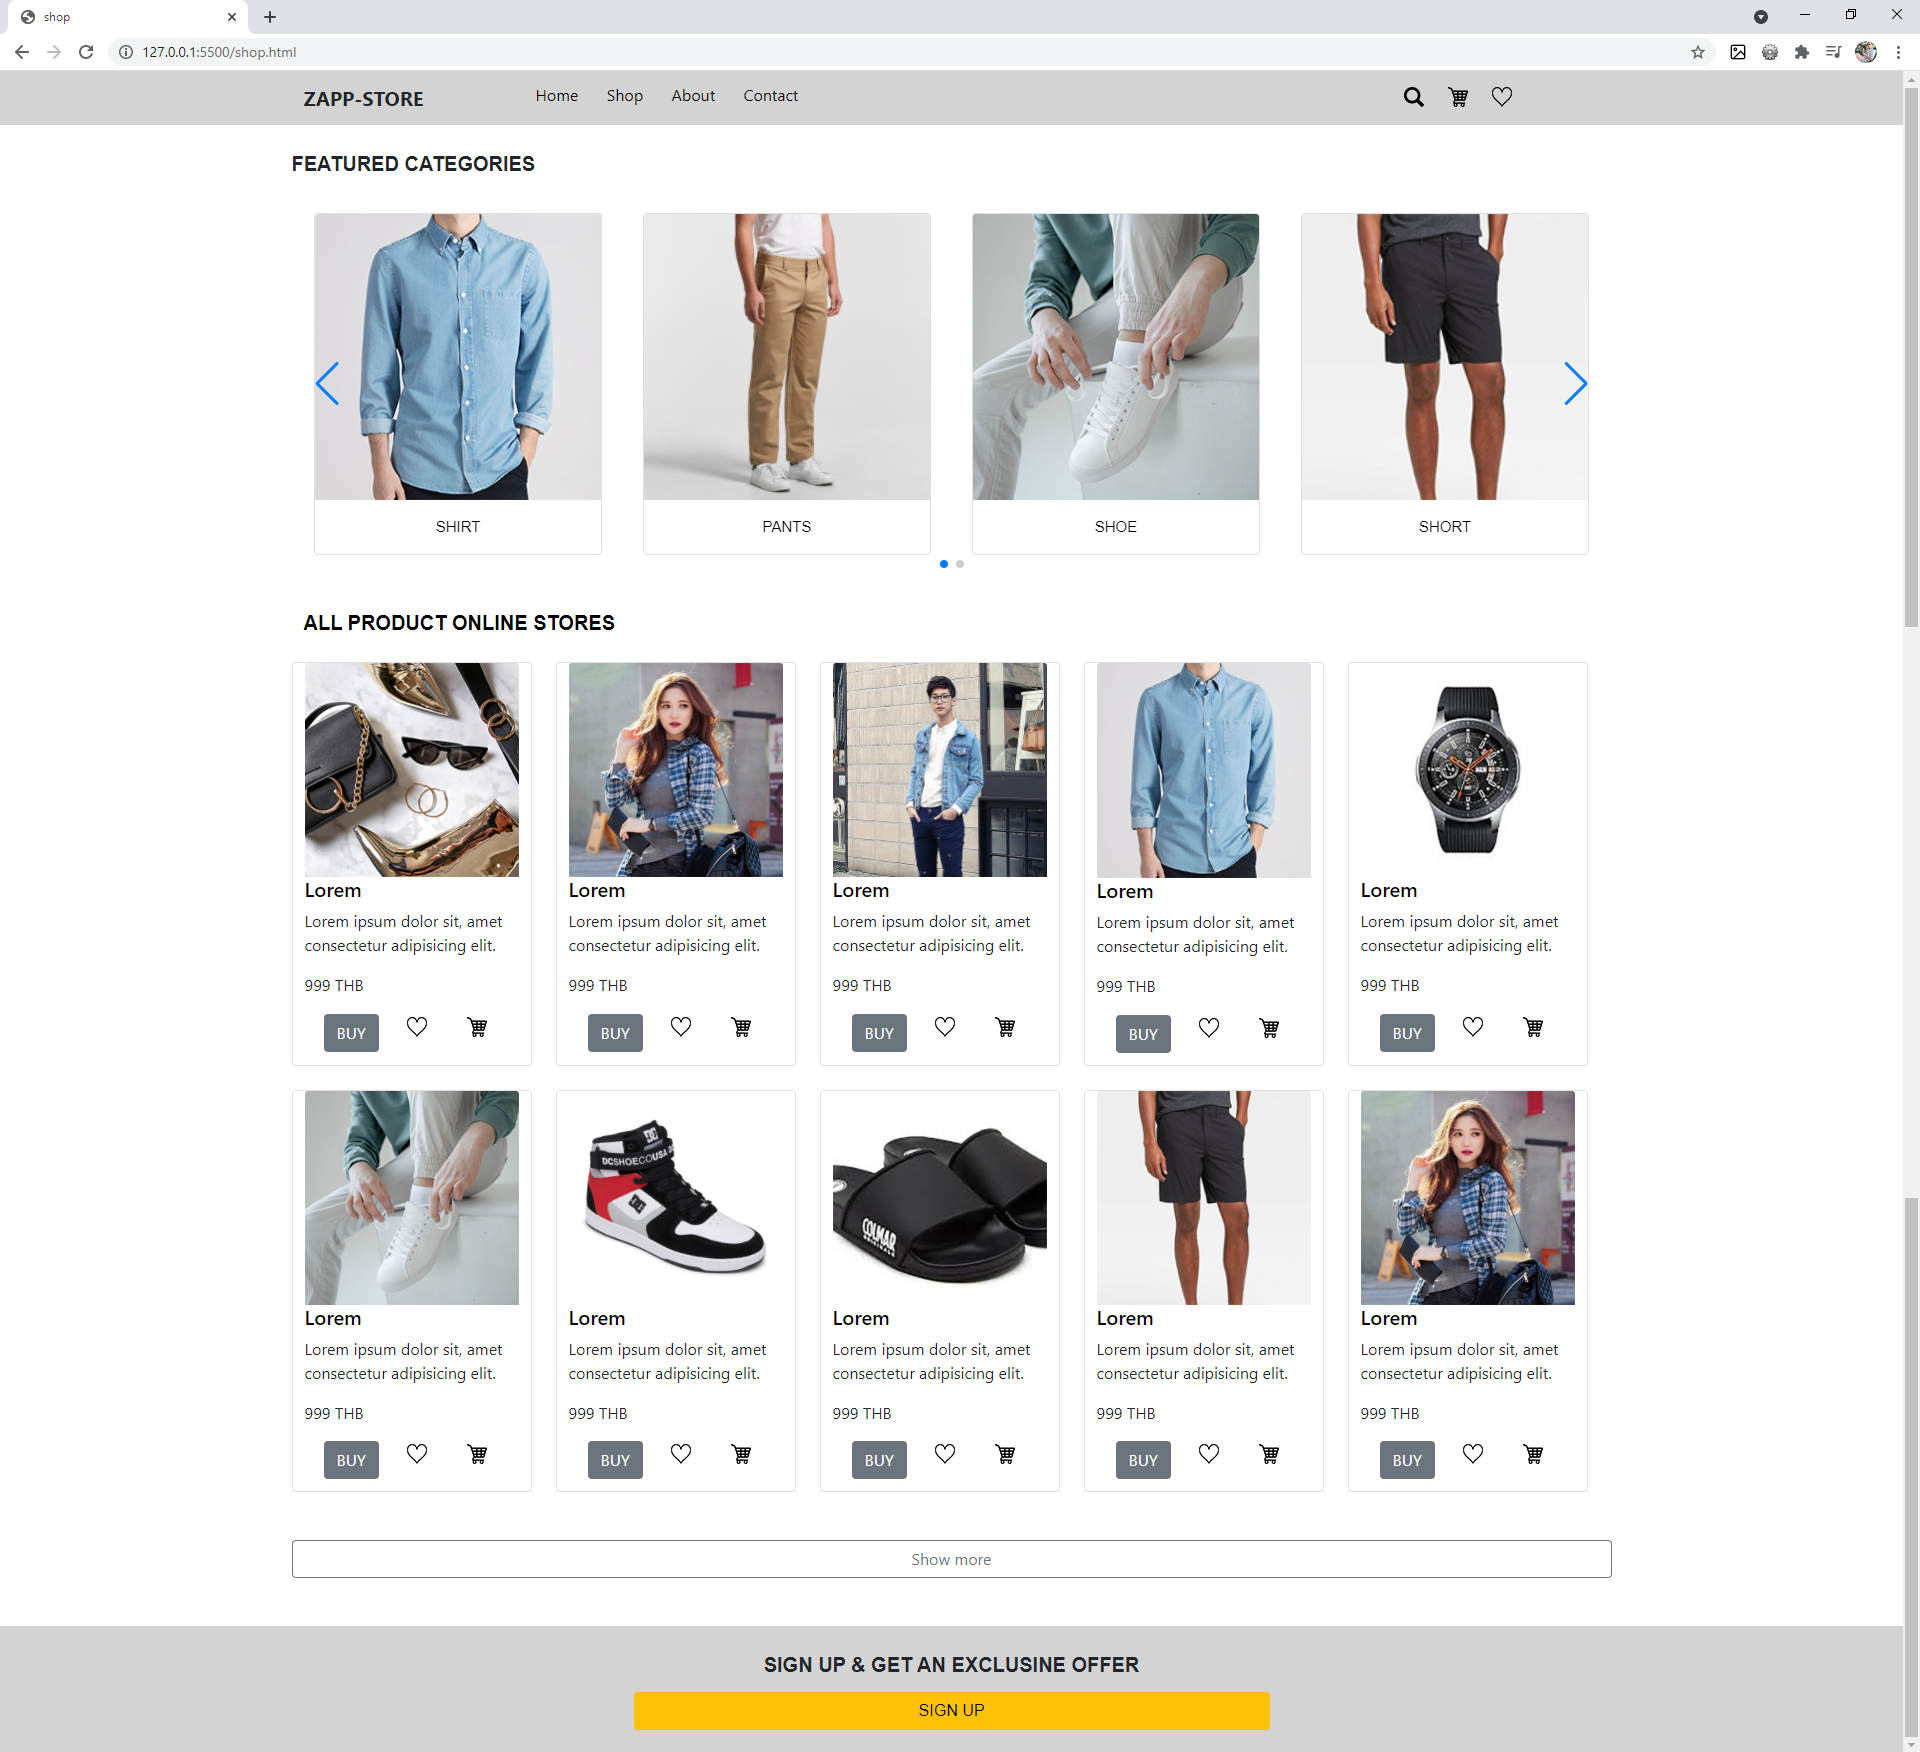 shop
127.0.0.1:5500/shop.html
ZAPP-STORE Home Shop About Contact
FEATURED CATEGORIES
SHIRT PANTS SHOE SHORT
ALL PRODUCT ONLINE STORES
Lorem Lorem Lorem Lorem Lorem
Lorem ipsum dolor sit, amet Lorem ipsum dolor sit, amet Lorem ipsum dolor sit, amet Lorem ipsum dolor sit, amet Lorem ipsum dolor sit, amet
consectetur adipisicing elit. consectetur adipisicing elit. consectetur adipisicing elit. consectetur adipisicing elit. consectetur adipisicing elit.
999 THB 999 THB 999 THB 999 THB 999 THB
BUY BUY BUY BUY BUY
DC
DCSHOECOUSA
COLMAR
ORIGINALS
Lorem Lorem Lorem Lorem Lorem
Lorem ipsum dolor sit, amet Lorem ipsum dolor sit, amet Lorem ipsum dolor sit, amet Lorem ipsum dolor sit, amet Lorem ipsum dolor sit, amet
consectetur adipisicing elit. consectetur adipisicing elit. consectetur adipisicing elit. consectetur adipisicing elit. consectetur adipisicing elit.
999 THB 999 THB 999 THB 999 THB 999 THB
BUY BUY BUY BUY BUY
Show more
SIGN UP & GET AN EXCLUSINE OFFER
SIGN UP